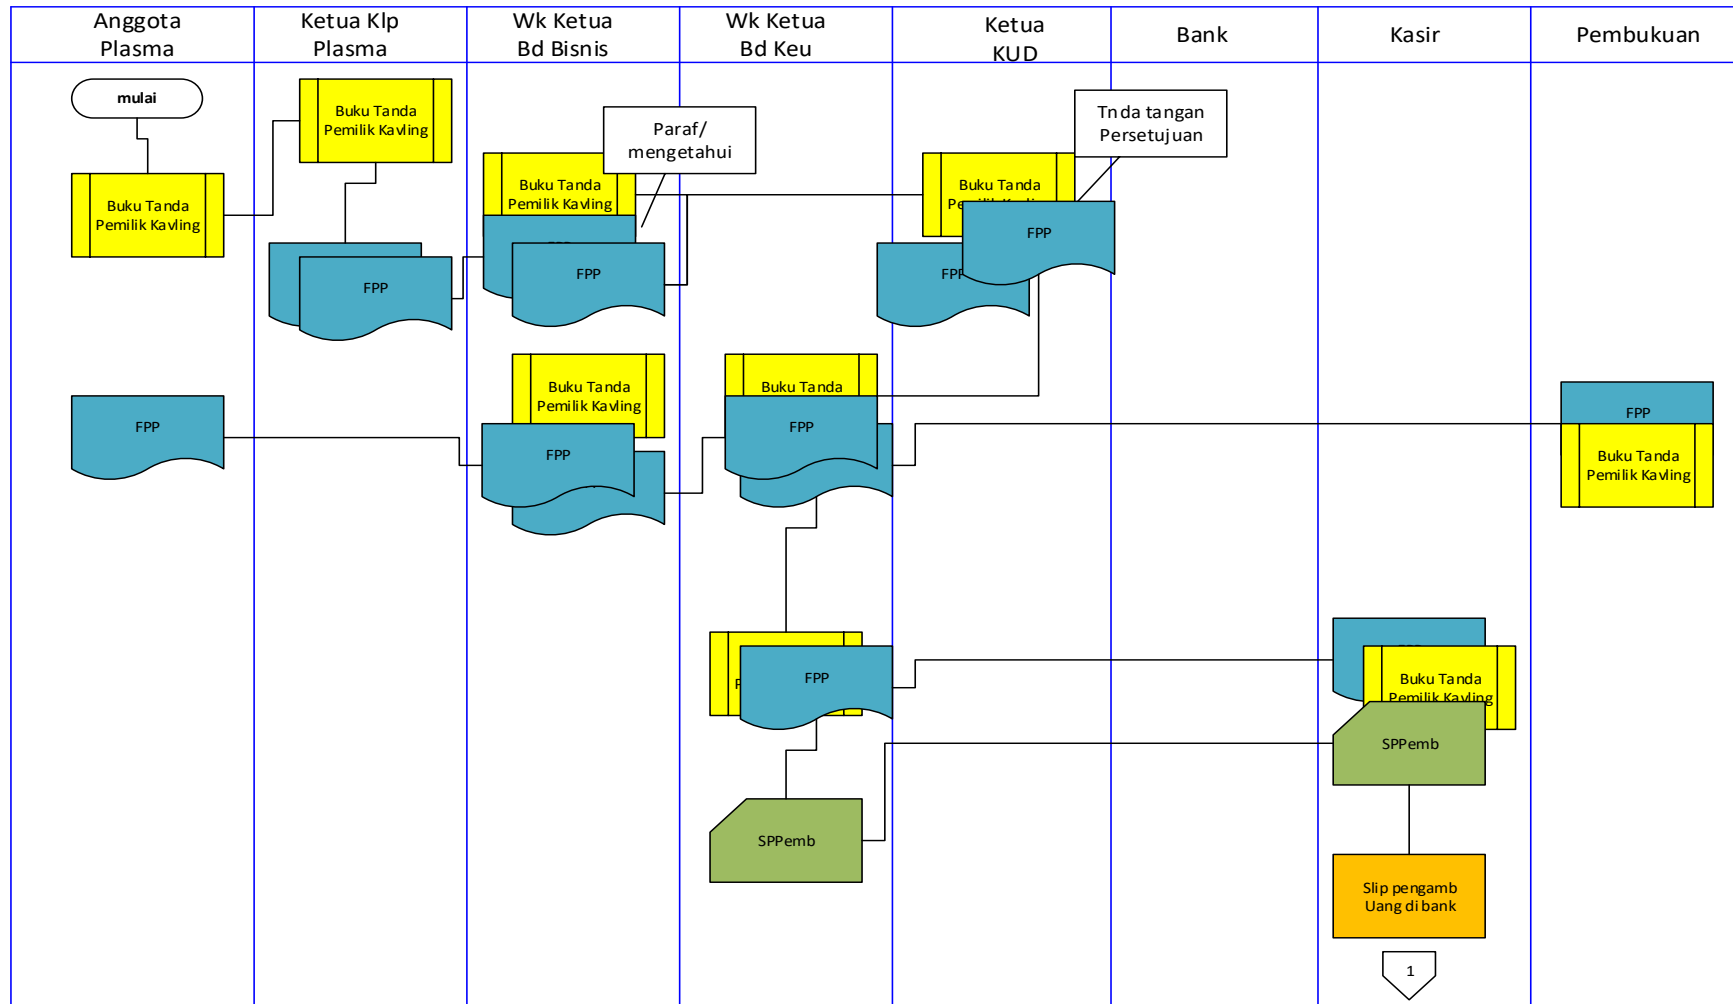 Anggota
Plasma
Ketua Klp
Plasma
Wk Ketua
Bd Bisnis
Wk Ketua
Bd Keu
Ketua
KUD
Bank
Kasir
Pembukuan
mulai
Buku Tanda
Pemilik Kavling
Buku Tanda
Pemilik Kavling
FPP
Paraf/
mengetahui
Buku Tanda
Pemilik Kavling
FPP
Tnda tangan
Persetujuan
Buku Tanda
Pemilik Kavling
FPP
FPP
FPP
Buku Tanda
Pemilik Kavling
FPP
Buku Tanda
FPP
FPP
Buku Tanda
Pemilik Kavling
FPP
Buku Tanda
Pemilik Kavling
SPPemb
SPPemb
Slip pengamb
Uang di bank
1